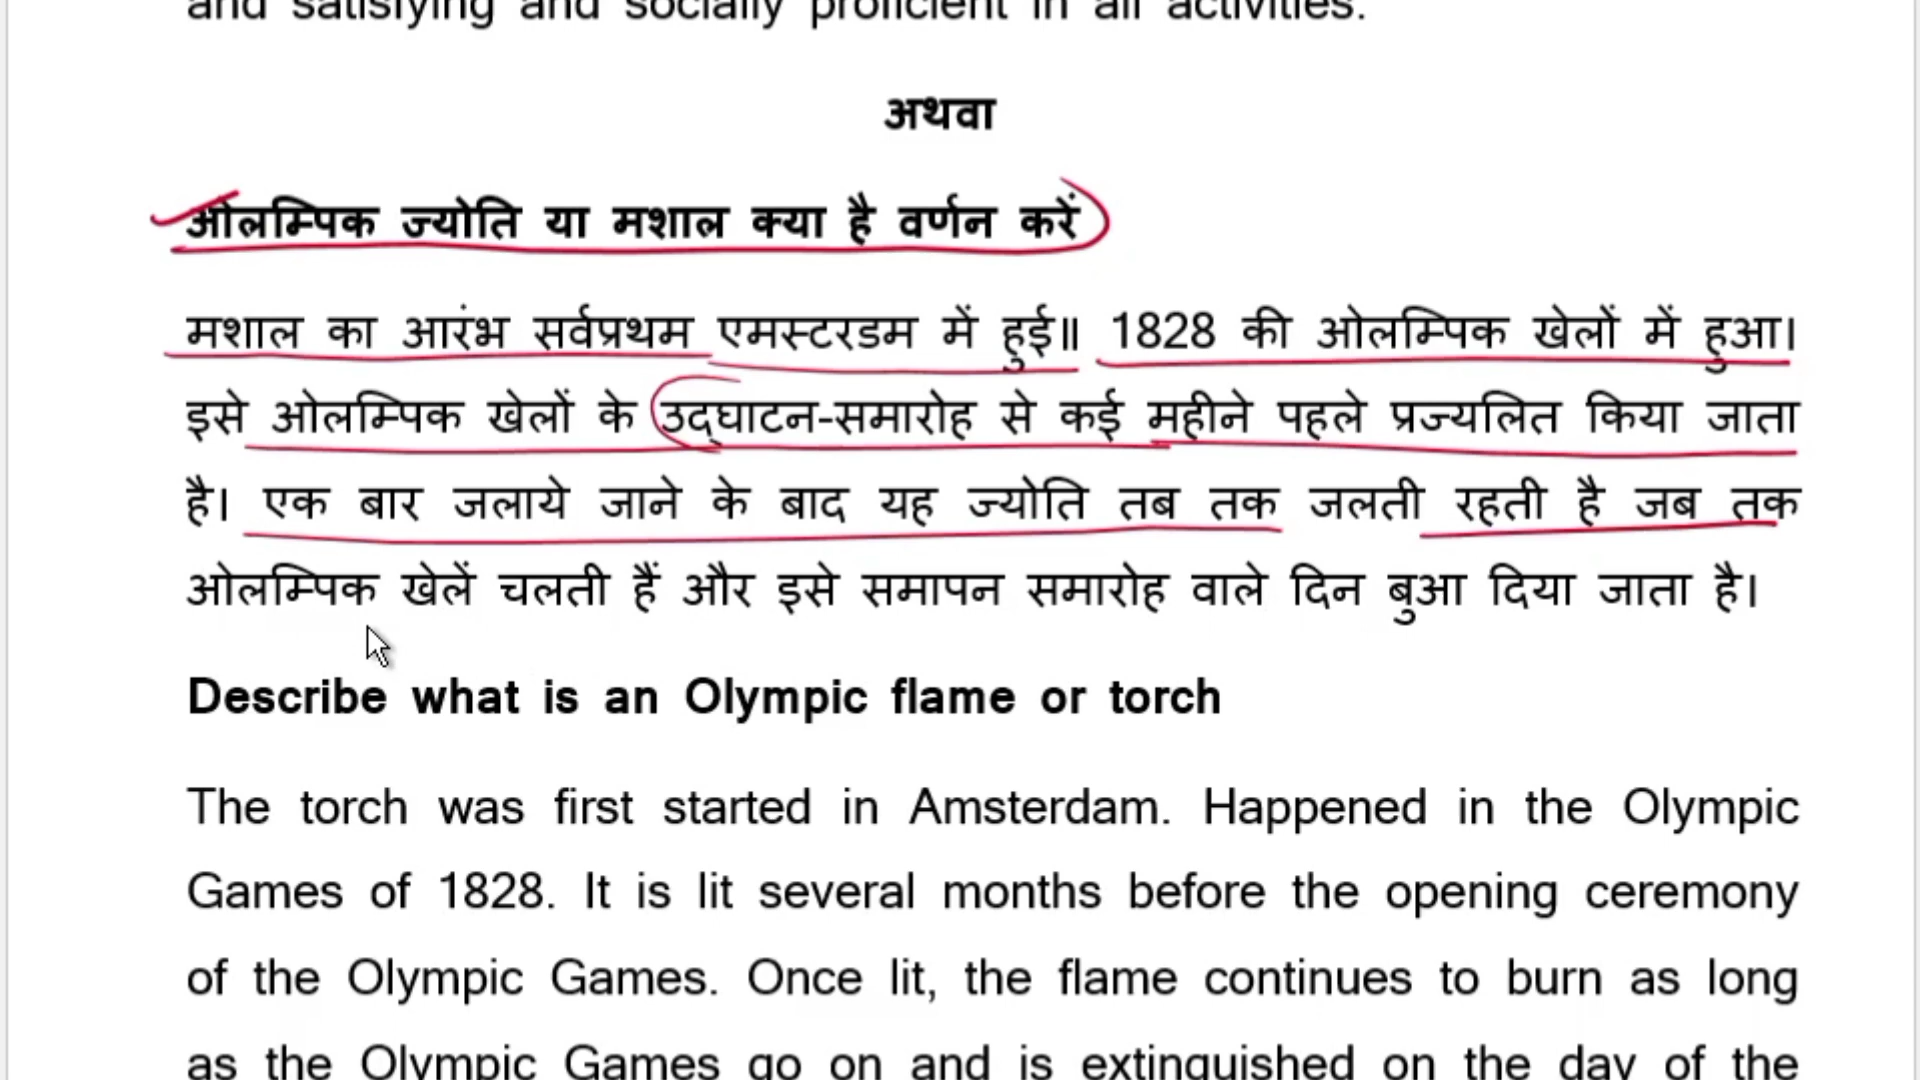 and satisfying and socially proficient in all activities.
अथवा
ओलम्पिक ज्योति या मशाल क्या है वर्णन करें
मशाल का आरंभ सर्वप्रथम एमस्टरडम में हुई॥ 1828 की ओलम्पिक खेलों में हुआ।
इसे ओलम्पिक खेलों के उद्घाटन-समारोह से कई महीने पहले प्रज्यलित किया जाता
है। एक बार जलाये जाने के बाद यह ज्योति तब तक जलती रहती है जब तक
ओलम्पिक खेलें चलती हैं और इसे समापन समारोह वाले दिन बुआ दिया जाता है।
Describe what is an Olympic flame or torch
The torch was first started in Amsterdam. Happened in the Olympic
Games of 1828. It is lit several months before the opening ceremony
of the Olympic Games. Once lit, the flame continues to burn as long
as the Olympic Games go on and is extinguished on the day of the